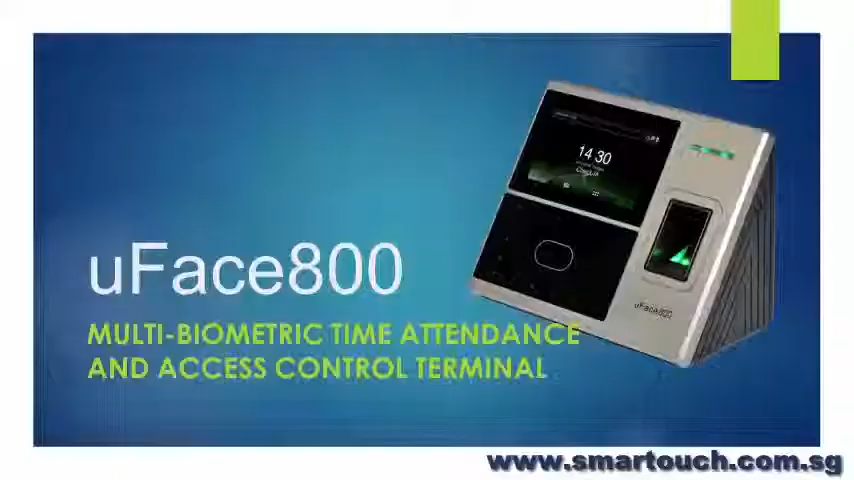 14 30
uFace800
uFace800
MULTI-BIOMETRIC TIME ATTENDANCE
AND ACCESS CONTROL TERMINAL
www.smartouch.com.sg